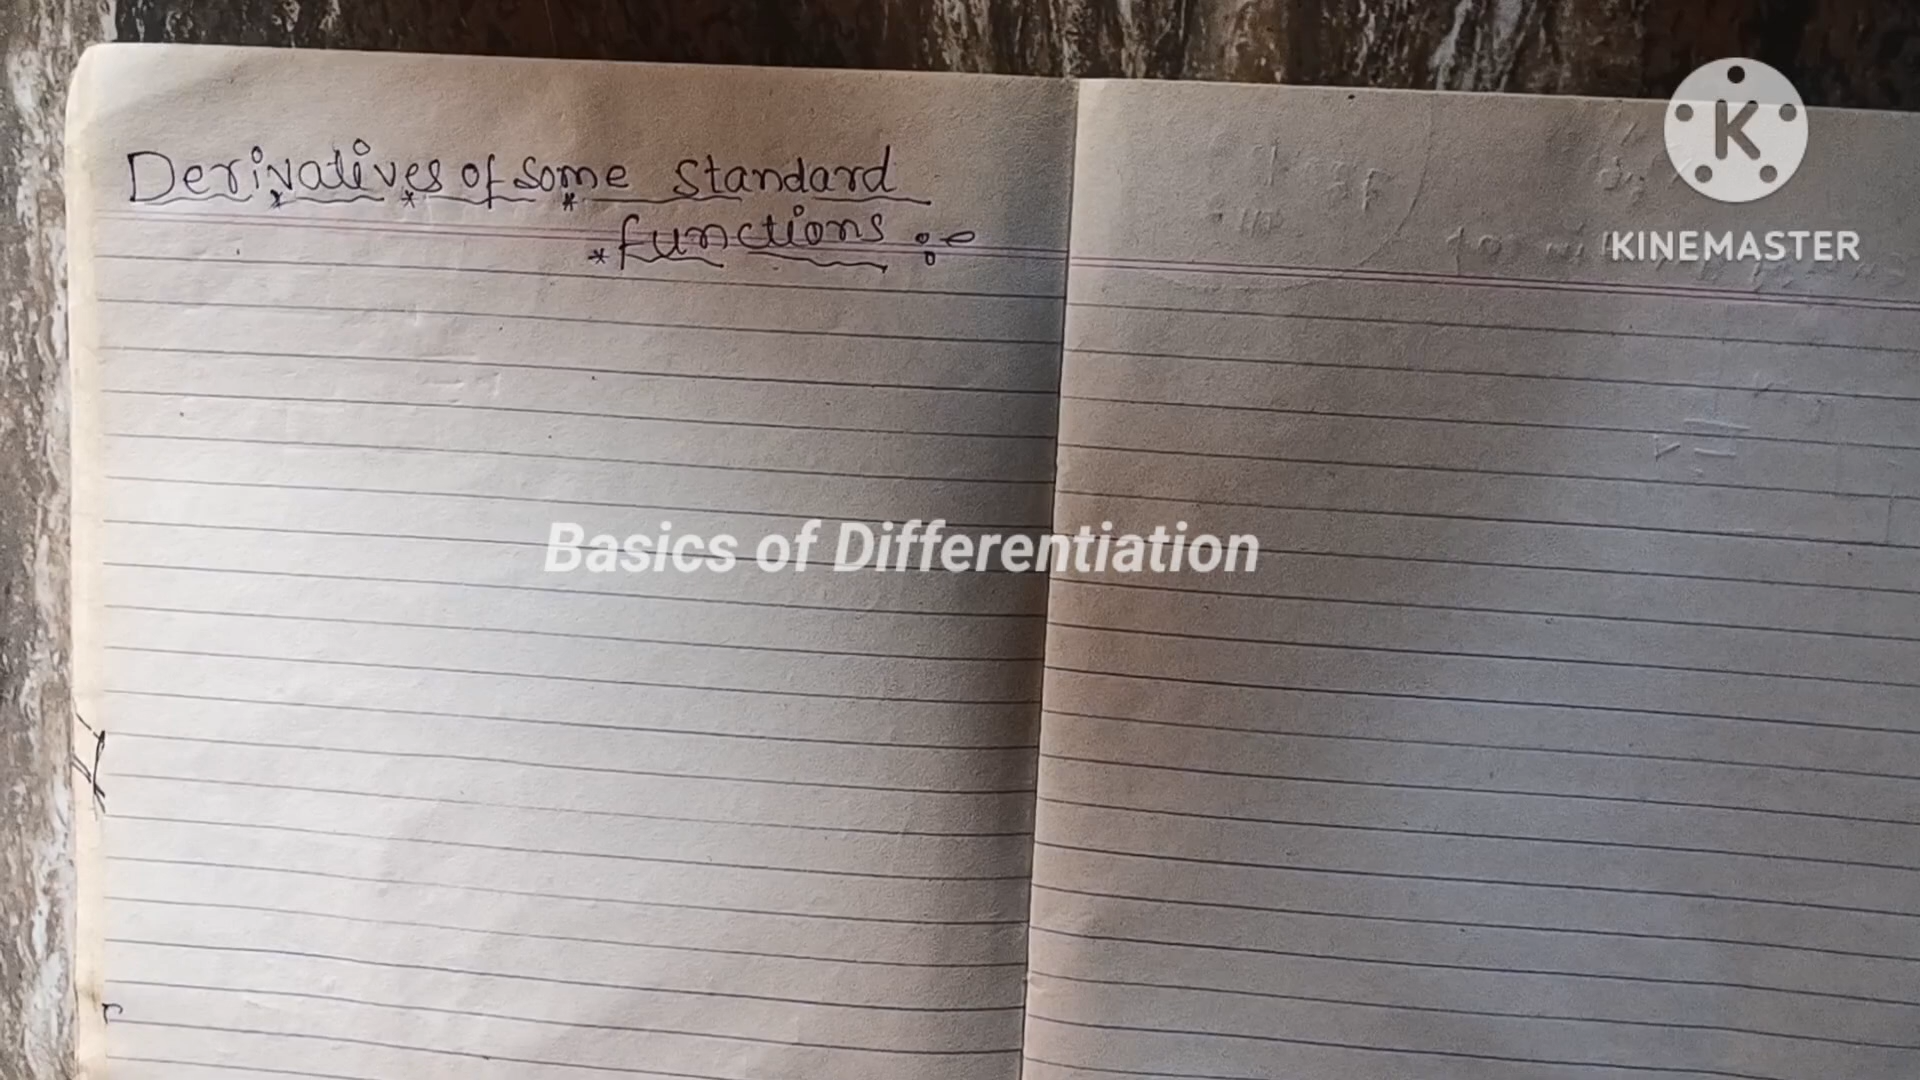 Derivatives of some standard
functions :-
KINEMASTER
Basics of Differentiation